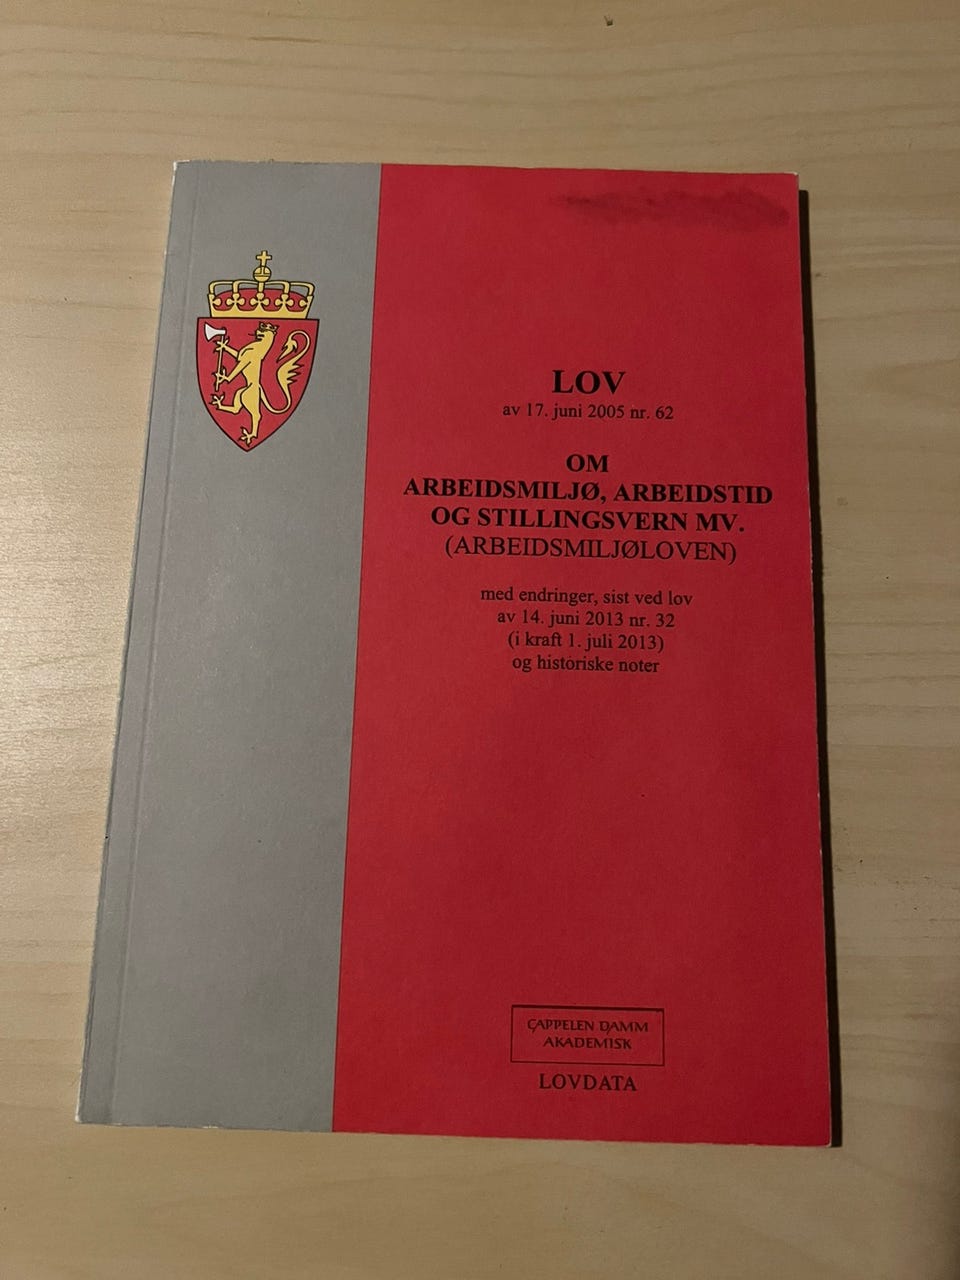 LOV
av 17. juni 2005 nr. 62
OM
ARBEIDSMILJØ, ARBEIDSTID
OG STILLINGSVERN MV.
(ARBEIDSMILJØLOVEN)
med endringer, sist ved lov
av 14. juni 2013 nr. 32
(i kraft 1. juli 2013)
og historiske noter
CAPPELEN DAMM
AKADEMISK
LOVDATA